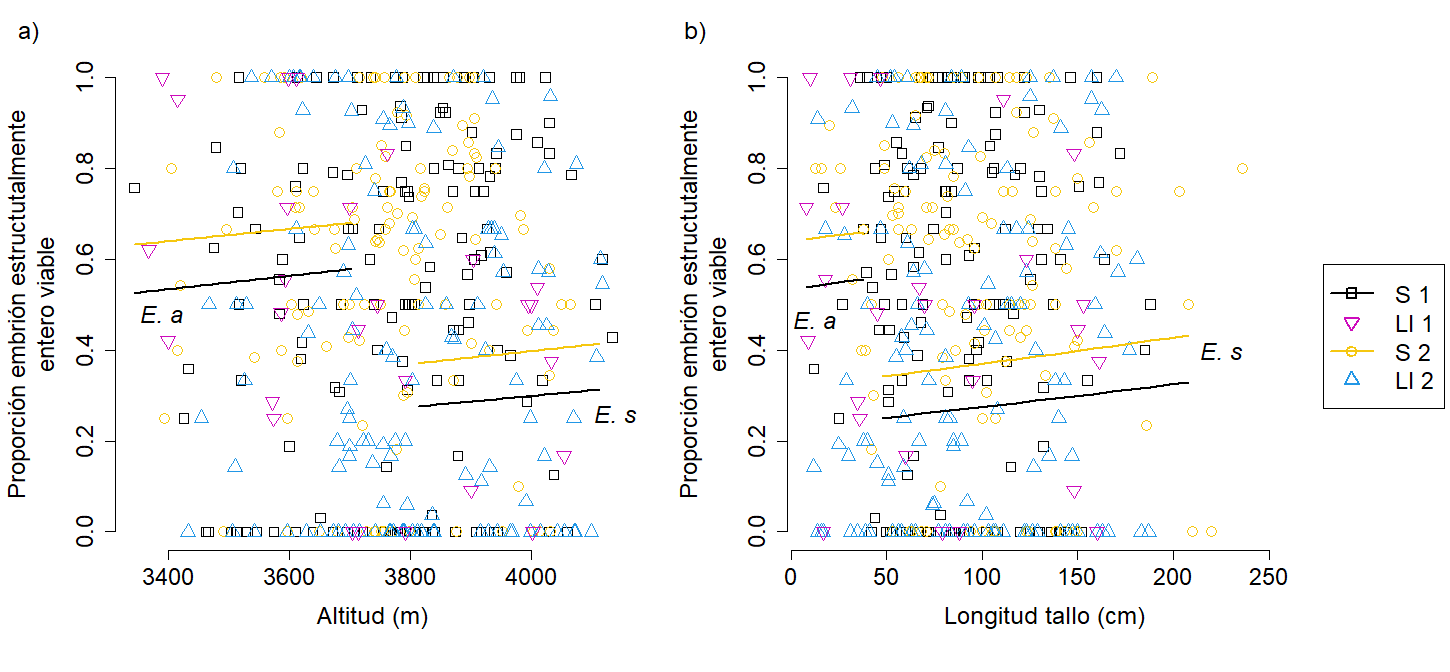 a)
Proporción embrión estructutalmente
entero viable
1.0
0.8
0.6
0.4
0.2
0.0
E. a
E. s
3400 3600 3800 4000
Altitud (m)
b)
Proporción embrión estructutalmente
entero viable
1.0
0.8
0.6
0.4
0.2
0.0
E. a
E. s
0 50 100 150 200 250
Longitud tallo (cm)
S 1
LI 1
S 2
LI 2